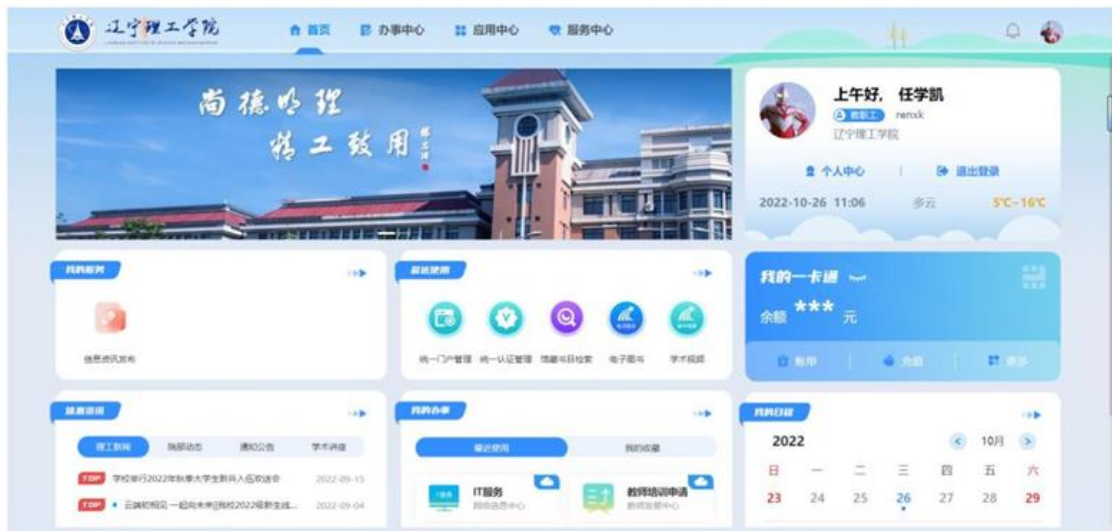 辽宁理工学院
首页 办事中心 应用中心 服务中心
尚德明理
精工致用
上午好， 任学凯
教职工 renxk
辽宁理工学院
个人中心 退出登录
2022-10-26 11:06 多云 5℃~16℃
我的服务
信息资讯发布
最近使用
统一门户管理 统一认证管理 馆藏书目检索 电子图书 学术视频
我的一卡通
余额 *** 元
账单 充值 更多
信息资讯
理工新闻 院部动态 通知公告 学术讲座
TOP 学校举行2022年秋季大学生新兵入伍欢送会 2022-09-15
TOP 云端初相见 一起向未来||我校2022级新生线... 2022-09-04
我的办事
最近使用 我的收藏
IT服务
网络信息中心
教师培训申请
教师发展中心
我的日程
2022 < 10月 >
日 一 二 三 四 五 六
23 24 25 26 27 28 29